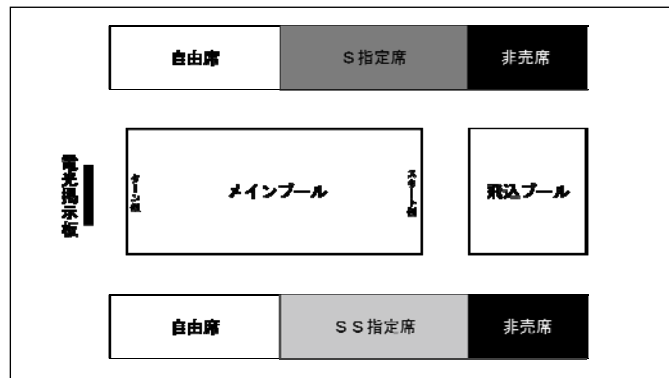 自由席
S指定席
非売席
電光掲示板
ターン側
メインプール
スタート側
飛込プール
自由席
SS指定席
非売席